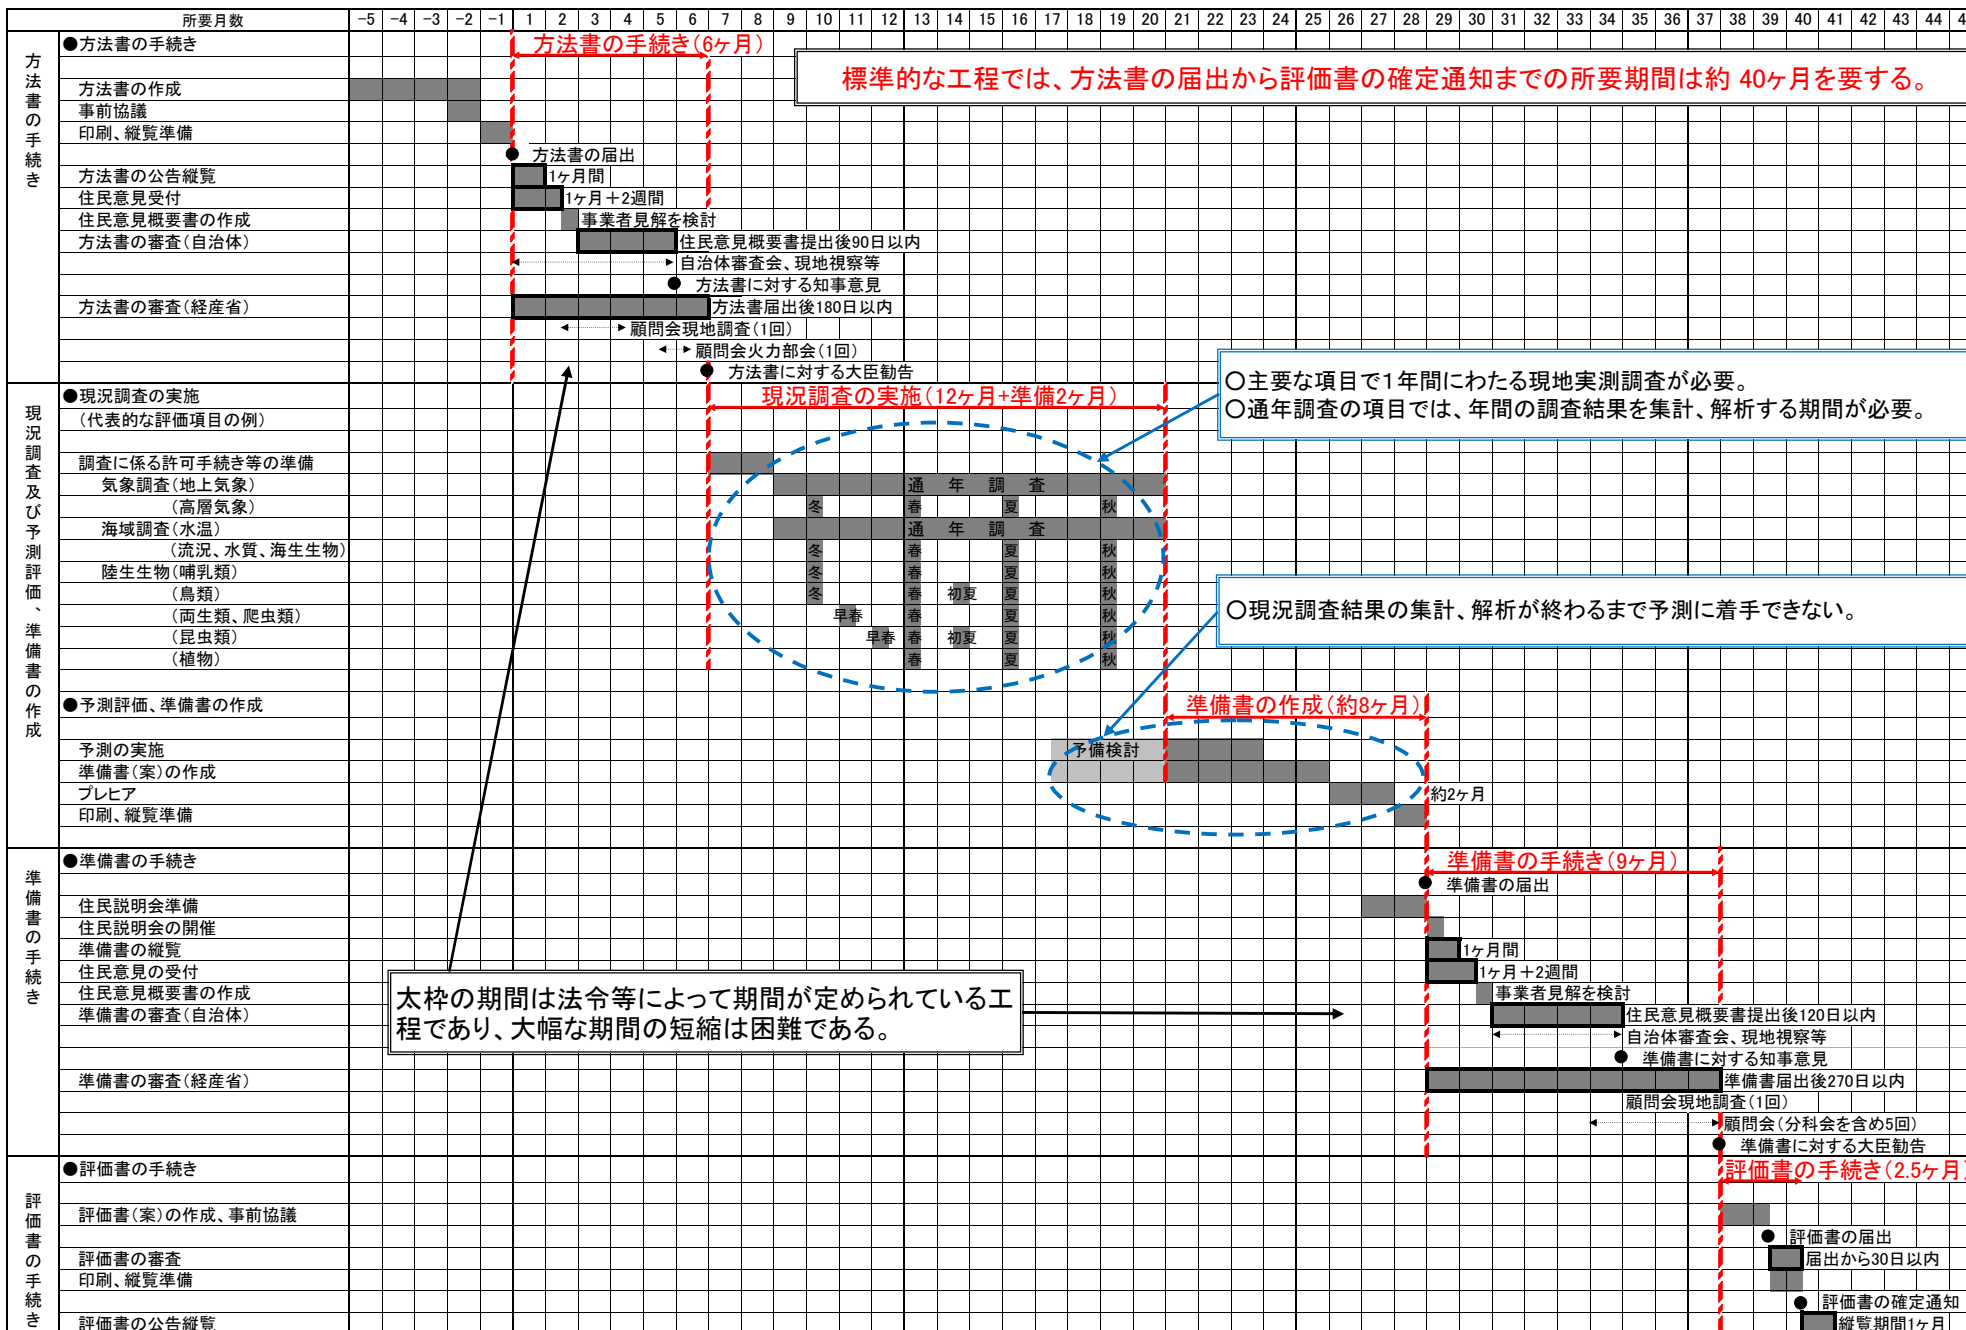 所要月数 -5 -4 -3 -2 -1 1 2 3 4 5 6 7 8 9 10 11 12 13 14 15 16 17 18 19 20 21 22 23 24 25 26 27 28 29 30 31 32 33 34 35 36 37 38 39 40 41 42 43 44
方法書の手続き
●方法書の手続き
方法書の手続き(6ヶ月)
標準的な工程では、方法書の届出から評価書の確定通知までの所要期間は約 40ヶ月を要する。
方法書の作成
事前協議
印刷、縦覧準備
● 方法書の届出
方法書の公告縦覧 1ヶ月間
住民意見受付 1ヶ月+2週間
住民意見概要書の作成 事業者見解を検討
方法書の審査(自治体) 住民意見概要書提出後90日以内
自治体審査会、現地視察等
● 方法書に対する知事意見
方法書の審査(経産省) 方法書届出後180日以内
顧問会現地調査(1回)
顧問会火力部会(1回)
● 方法書に対する大臣勧告
現況調査及び予測評価、準備書の作成
●現況調査の実施
現況調査の実施(12ヶ月+準備2ヶ月)
(代表的な評価項目の例)
○主要な項目で1年間にわたる現地実測調査が必要。
○通年調査の項目では、年間の調査結果を集計、解析する期間が必要。
調査に係る許可手続き等の準備
気象調査(地上気象) 通 年 調 査
(高層気象) 冬 春 夏 秋
海域調査(水温) 通 年 調 査
(流況、水質、海生生物) 冬 春 夏 秋
陸生生物(哺乳類) 冬 春 夏 秋
(鳥類) 冬 春 初夏 夏 秋
(両生類、爬虫類) 早春 春 夏 秋
(昆虫類) 早春 春 初夏 夏 秋
(植物) 春 夏 秋
○現況調査結果の集計、解析が終わるまで予測に着手できない。
●予測評価、準備書の作成
準備書の作成(約8ヶ月)
予測の実施 予備検討
準備書(案)の作成
プレヒア 約2ヶ月
印刷、縦覧準備
準備書の手続き
●準備書の手続き
準備書の手続き(9ヶ月)
● 準備書の届出
住民説明会準備
住民説明会の開催
準備書の縦覧 1ヶ月間
住民意見の受付 1ヶ月+2週間
住民意見概要書の作成 事業者見解を検討
準備書の審査(自治体) 住民意見概要書提出後120日以内
自治体審査会、現地視察等
● 準備書に対する知事意見
準備書の審査(経産省) 準備書届出後270日以内
顧問会現地調査(1回)
顧問会(分科会を含め5回)
● 準備書に対する大臣勧告
太枠の期間は法令等によって期間が定められている工
程であり、大幅な期間の短縮は困難である。
評価書の手続き
●評価書の手続き
評価書の手続き(2.5ヶ月)
評価書(案)の作成、事前協議
● 評価書の届出
評価書の審査 届出から30日以内
印刷、縦覧準備
● 評価書の確定通知
評価書の公告縦覧 縦覧期間1ヶ月